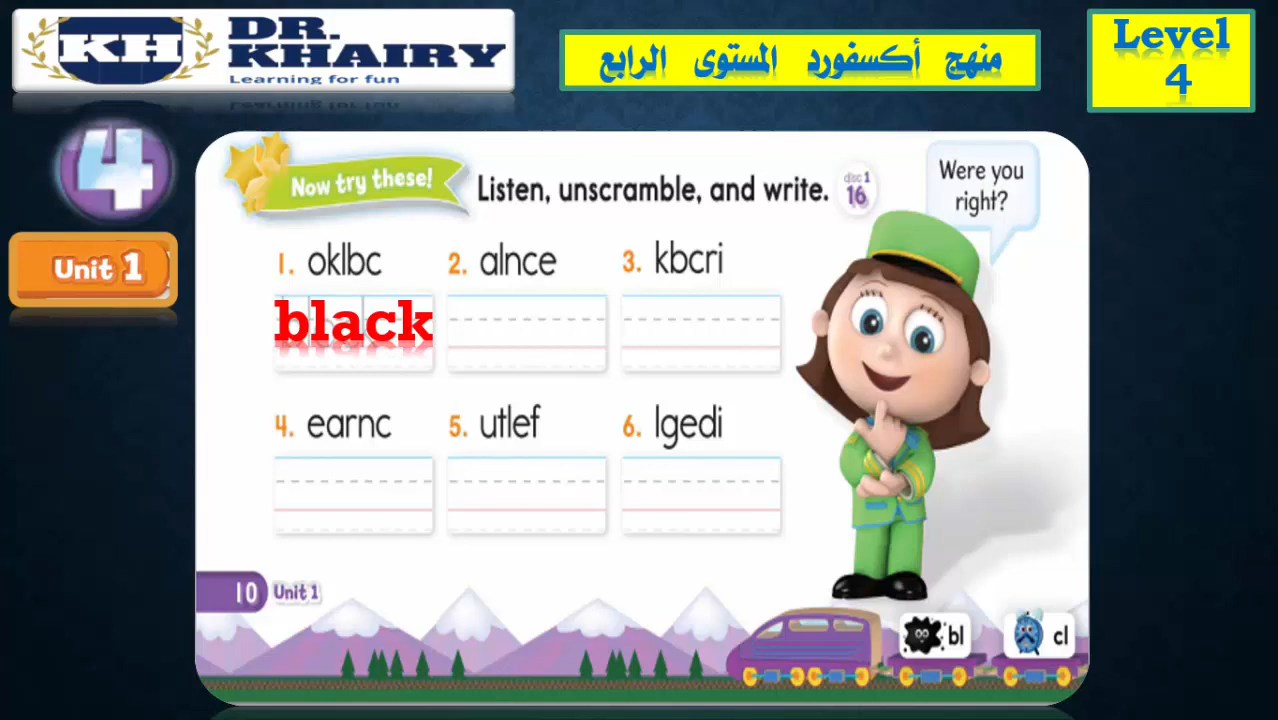 KH DR. KHAIRY
Learning for fun
منهج أكسفورد المستوى الرابع
Level 4
4
Unit 1
Now try these!
Listen, unscramble, and write.
disc 1
16
Were you right?
1. oklbc
2. alnce
3. kbcri
black
4. earnc
5. utlef
6. lgedi
10 Unit 1
bl
cl